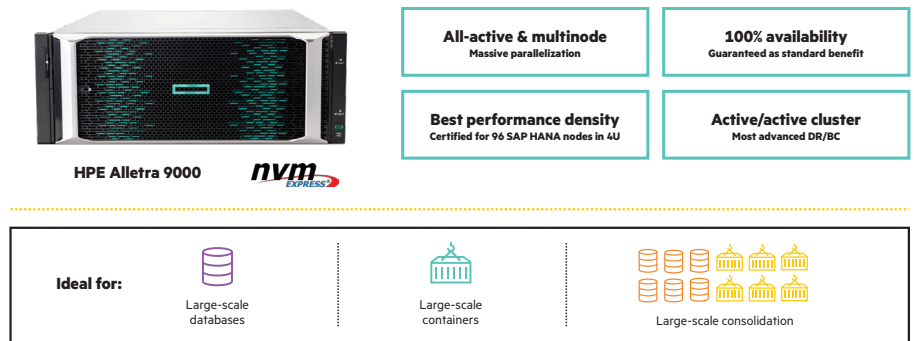 All-active & multinode
Massive parallelization
100% availability
Guaranteed as standard benefit
Best performance density
Certified for 96 SAP HANA nodes in 4U
Active/active cluster
Most advanced DR/BC
HPE Alletra 9000
nvm
EXPRESS
Ideal for:
Large-scale
databases
Large-scale
containers
Large-scale consolidation